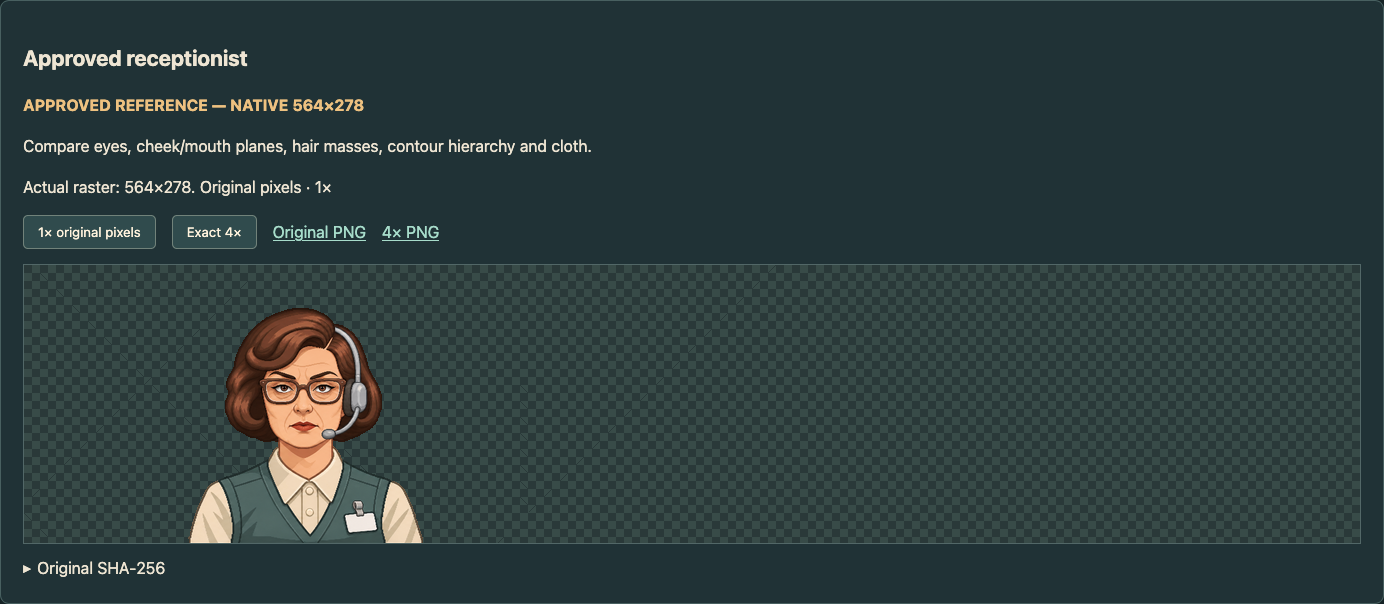 Approved receptionist
APPROVED REFERENCE — NATIVE 564×278
Compare eyes, cheek/mouth planes, hair masses, contour hierarchy and cloth.
Actual raster: 564×278. Original pixels · 1×
1× original pixels Exact 4× Original PNG 4× PNG
▸ Original SHA-256